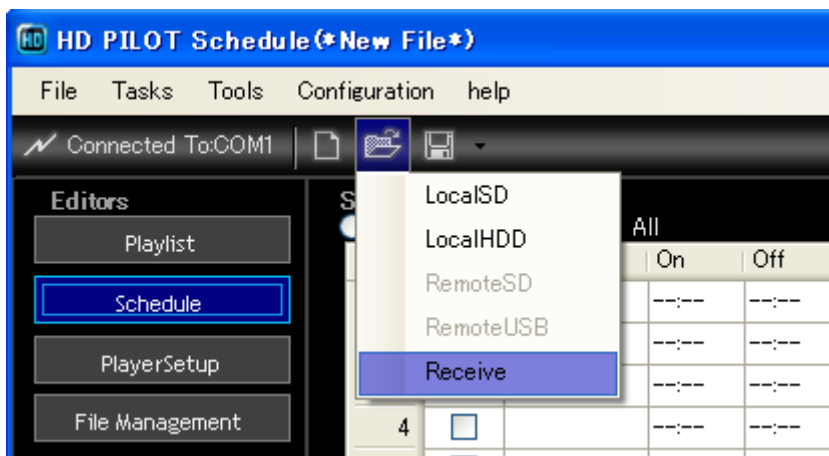 HD HD PILOT Schedule(*New File*)
File Tasks Tools Configuration help
Connected To:COM1
Editors
Playlist
Schedule
PlayerSetup
File Management
LocalSD
LocalHDD
RemoteSD
RemoteUSB
Receive
S
All
On Off
--:-- --:--
--:-- --:--
--:-- --:--
4 --:-- --:--